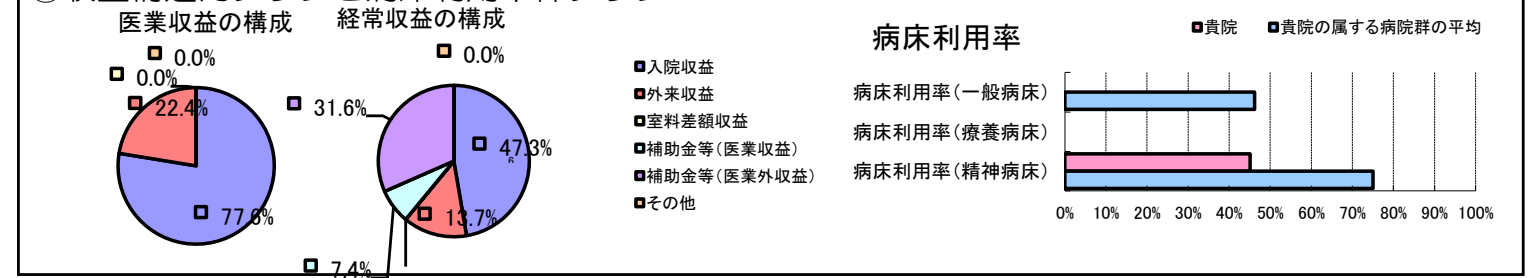 医業収益の構成
経常収益の構成
0.0%
0.0%
22.4%
77.6%
0.0%
31.6%
47.3%
13.7%
7.4%
入院収益
外来収益
室料差額収益
補助金等(医業収益)
補助金等(医業外収益)
その他
病床利用率
貴院 貴院の属する病院群の平均
病床利用率(一般病床)
病床利用率(療養病床)
病床利用率(精神病床)
0% 10% 20% 30% 40% 50% 60% 70% 80% 90% 100%